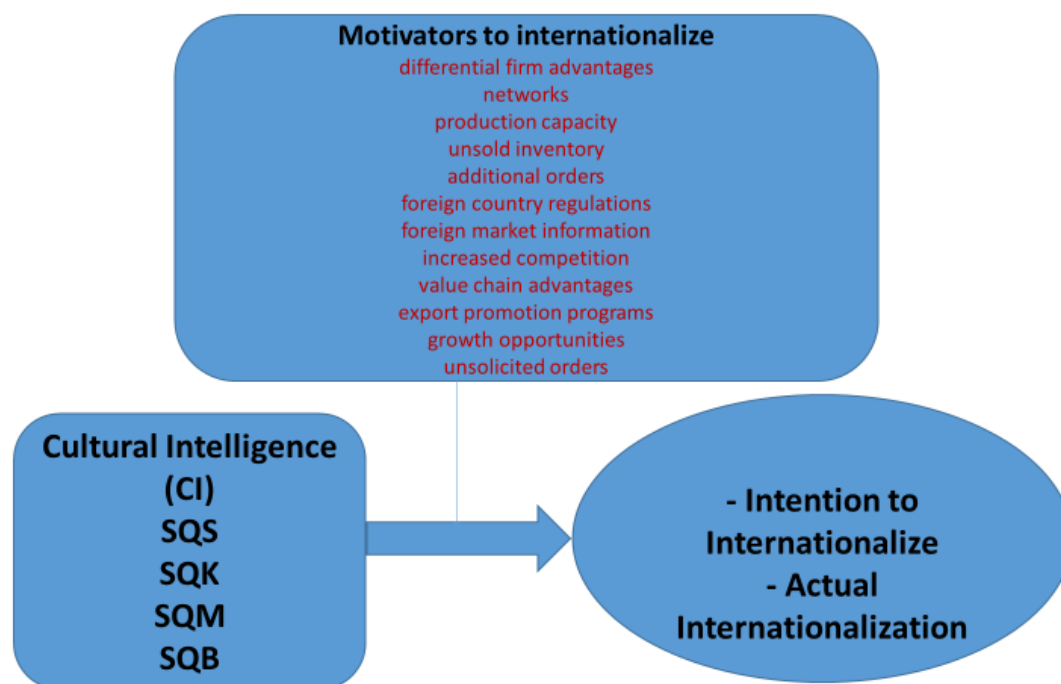 Motivators to internationalize
differential firm advantages
networks
production capacity
unsold inventory
additional orders
foreign country regulations
foreign market information
increased competition
value chain advantages
export promotion programs
growth opportunities
unsolicited orders
Cultural Intelligence
(CI)
SQS
SQK
SQM
SQB
- Intention to
Internationalize
- Actual
Internationalization